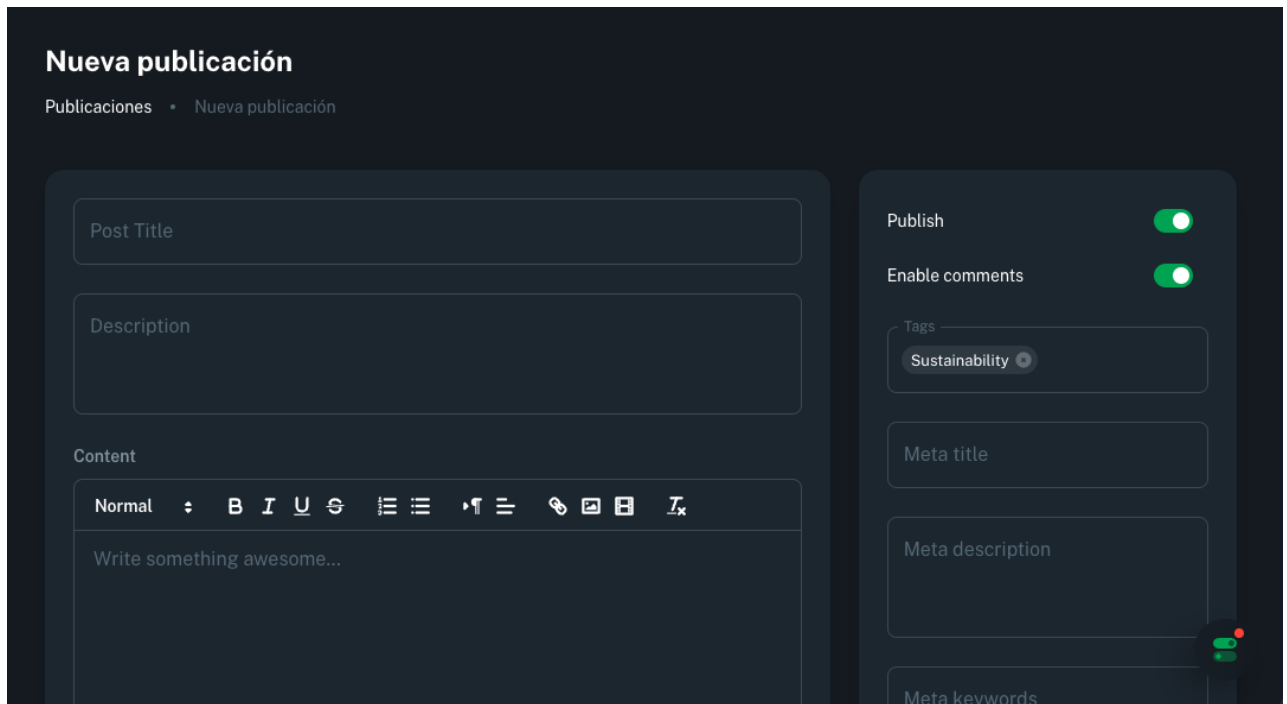 Nueva publicación
Publicaciones • Nueva publicación
Post Title
Description
Content
Normal
Write something awesome...
Publish
Enable comments
Tags
Sustainability
Meta title
Meta description
Meta keywords